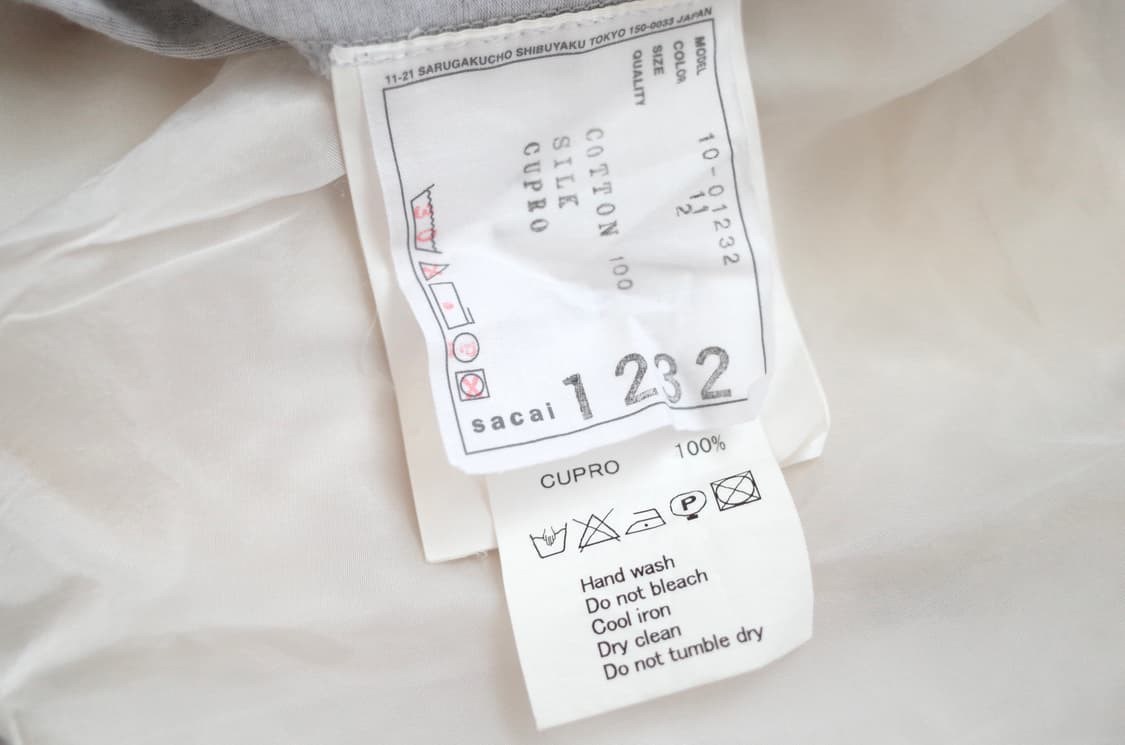 11-21 SARUGAKUCHO SHIBUYAKU TOKYO 150-0033 JAPAN
MODEL 10-01232
COLOR 11
SIZE 2
QUALITY
COTTON 100
SILK
CUPRO
30
P
sacai 1232
CUPRO 100%
P
Hand wash
Do not bleach
Cool iron
Dry clean
Do not tumble dry